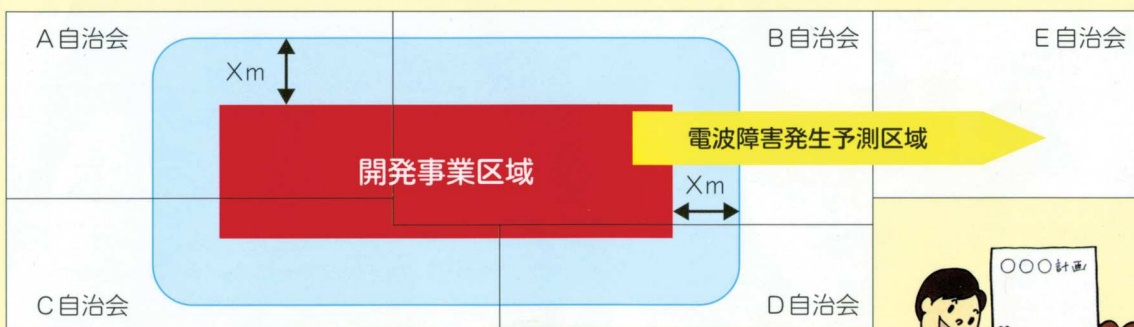 A自治会
B自治会
E自治会
Xm
電波障害発生予測区域
開発事業区域
Xm
○○○計画
C自治会
D自治会